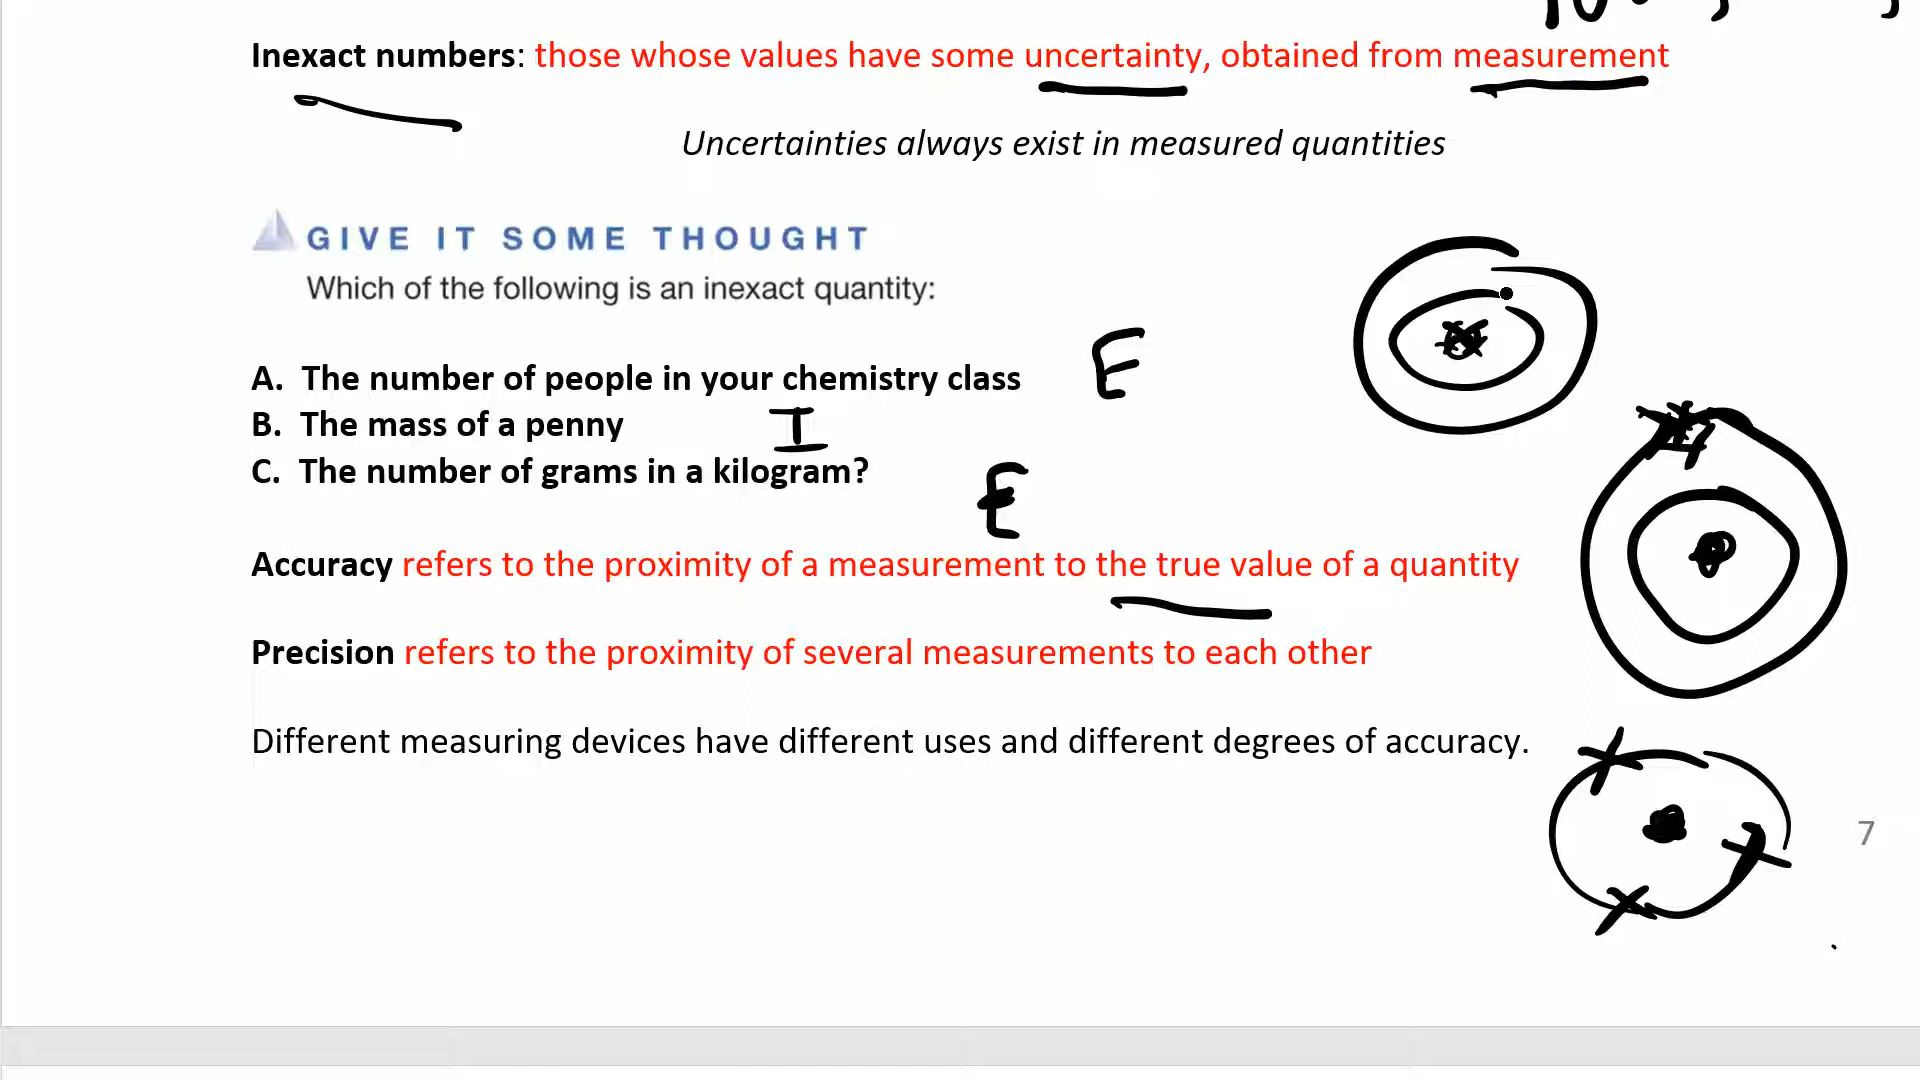 Inexact numbers: those whose values have some uncertainty, obtained from measurement
Uncertainties always exist in measured quantities
GIVE IT SOME THOUGHT
Which of the following is an inexact quantity:
A. The number of people in your chemistry class E
B. The mass of a penny I
C. The number of grams in a kilogram? E
Accuracy refers to the proximity of a measurement to the true value of a quantity
Precision refers to the proximity of several measurements to each other
Different measuring devices have different uses and different degrees of accuracy.
7